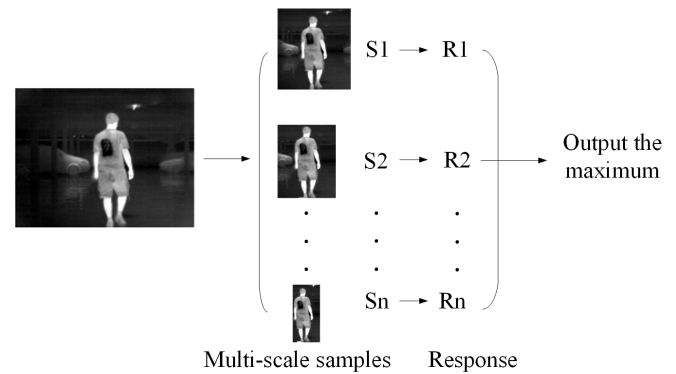 S1 R1
S2 R2
Sn Rn
Output the
maximum
Multi-scale samples Response